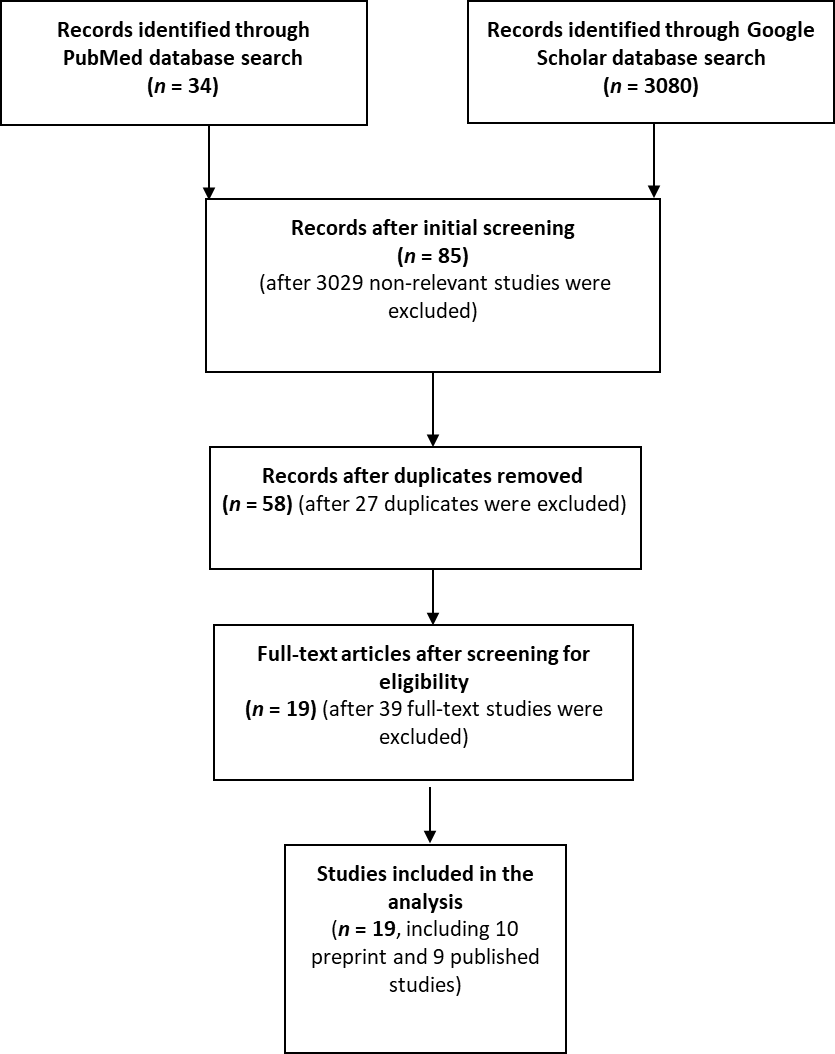 Records identified through
PubMed database search
(n = 34)
Records identified through Google
Scholar database search
(n = 3080)
Records after initial screening
(n = 85)
(after 3029 non-relevant studies were
excluded)
Records after duplicates removed
(n = 58) (after 27 duplicates were excluded)
Full-text articles after screening for
eligibility
(n = 19) (after 39 full-text studies were
excluded)
Studies included in the
analysis
(n = 19, including 10
preprint and 9 published
studies)